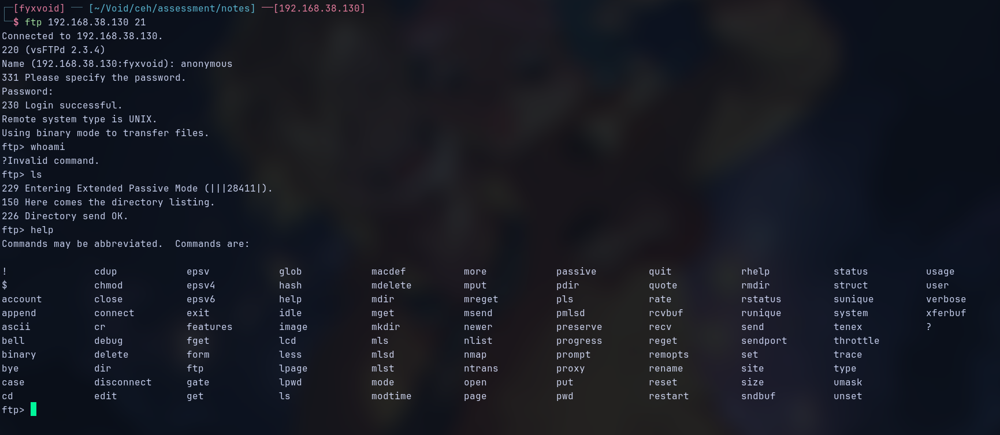 ┌─[fyxvoid] ── [~/Void/ceh/assessment/notes] ──[192.168.38.130]
└─$ ftp 192.168.38.130 21
Connected to 192.168.38.130.
220 (vsFTPd 2.3.4)
Name (192.168.38.130:fyxvoid): anonymous
331 Please specify the password.
Password:
230 Login successful.
Remote system type is UNIX.
Using binary mode to transfer files.
ftp> whoami
?Invalid command.
ftp> ls
229 Entering Extended Passive Mode (|||28411|).
150 Here comes the directory listing.
226 Directory send OK.
ftp> help
Commands may be abbreviated.  Commands are:

!		cdup		epsv		glob		macdef		more		passive		quit		rhelp		status		usage
$		chmod		epsv4		hash		mdelete		mput		pdir		quote		rmdir		struct		user
account		close		epsv6		help		mdir		mreget		pls		rate		rstatus		sunique		verbose
append		connect		exit		idle		mget		msend		pmlsd		rcvbuf		runique		system		xferbuf
ascii		cr		features	image		mkdir		newer		preserve	recv		send		tenex		?
bell		debug		fget		lcd		mls		nlist		progress	reget		sendport	throttle
binary		delete		form		less		mlsd		nmap		prompt		remopts		set		trace
bye		dir		ftp		lpage		mlst		ntrans		proxy		rename		site		type
case		disconnect	gate		lpwd		mode		open		put		reset		size		umask
cd		edit		get		ls		modtime		page		pwd		restart		sndbuf		unset
ftp>